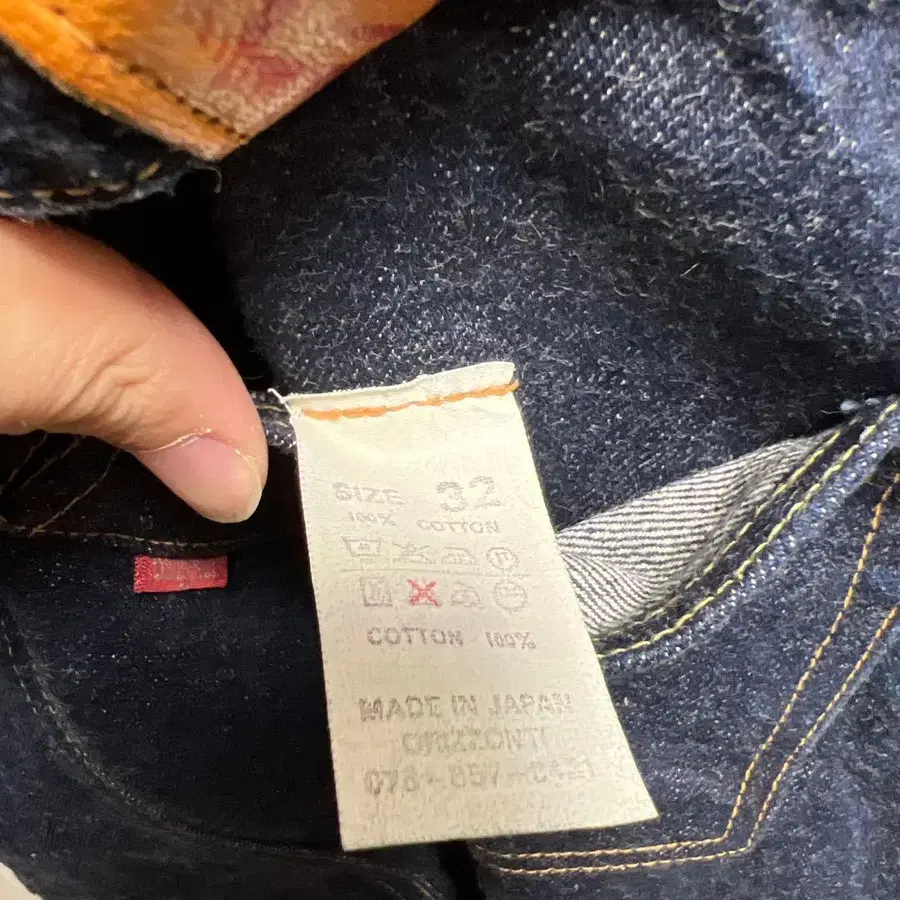 SIZE 32
100% COTTON
COTTON 100%
MADE IN JAPAN
ORIZZONTI